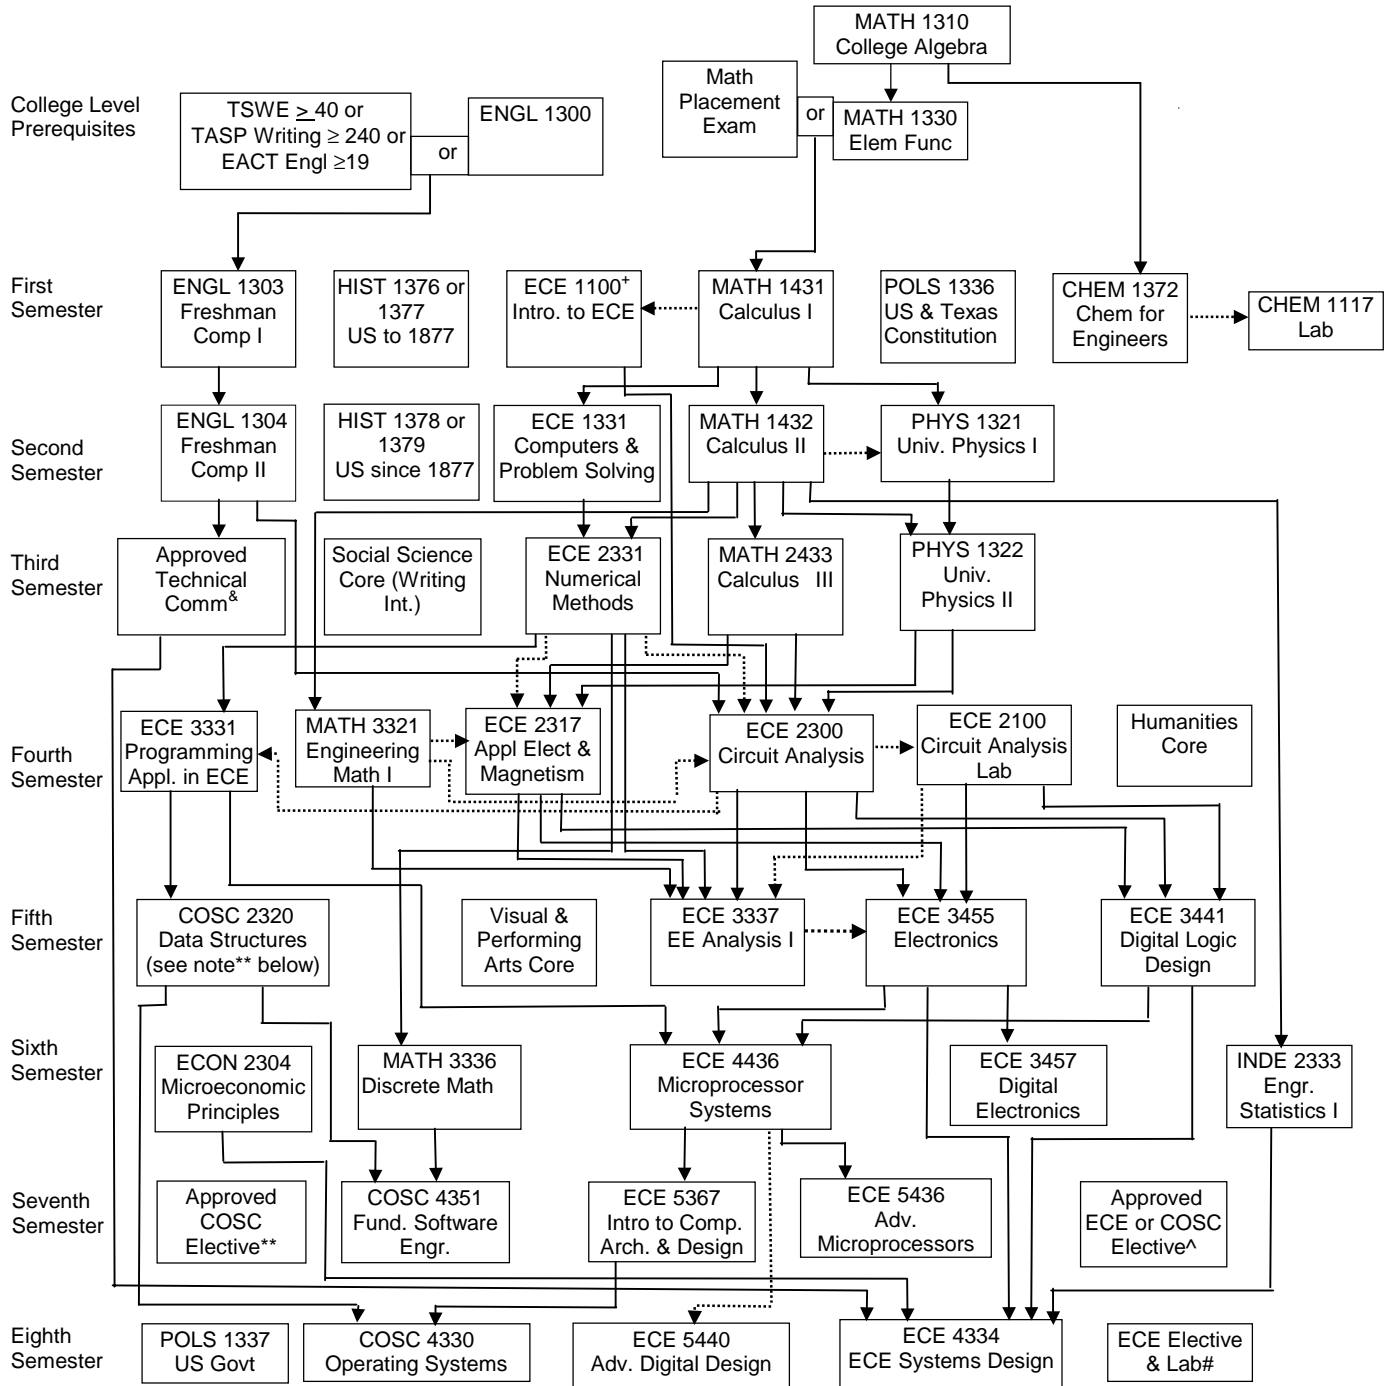 MATH 1310
College Algebra
College Level
Prerequisites
TSWE ≥ 40 or
TASP Writing ≥ 240 or
EACT Engl ≥19
or
ENGL 1300
Math
Placement
Exam
or
MATH 1330
Elem Func
First
Semester
ENGL 1303
Freshman
Comp I
HIST 1376 or
1377
US to 1877
ECE 1100+
Intro. to ECE
MATH 1431
Calculus I
POLS 1336
US & Texas
Constitution
CHEM 1372
Chem for
Engineers
CHEM 1117
Lab
Second
Semester
ENGL 1304
Freshman
Comp II
HIST 1378 or
1379
US since 1877
ECE 1331
Computers &
Problem Solving
MATH 1432
Calculus II
PHYS 1321
Univ. Physics I
Third
Semester
Approved
Technical
Comm&
Social Science
Core (Writing
Int.)
ECE 2331
Numerical
Methods
MATH 2433
Calculus III
PHYS 1322
Univ.
Physics II
Fourth
Semester
ECE 3331
Programming
Appl. in ECE
MATH 3321
Engineering
Math I
ECE 2317
Appl Elect &
Magnetism
ECE 2300
Circuit Analysis
ECE 2100
Circuit Analysis
Lab
Humanities
Core
Fifth
Semester
COSC 2320
Data Structures
(see note** below)
Visual &
Performing
Arts Core
ECE 3337
EE Analysis I
ECE 3455
Electronics
ECE 3441
Digital Logic
Design
Sixth
Semester
ECON 2304
Microeconomic
Principles
MATH 3336
Discrete Math
ECE 4436
Microprocessor
Systems
ECE 3457
Digital
Electronics
INDE 2333
Engr.
Statistics I
Seventh
Semester
Approved
COSC
Elective**
COSC 4351
Fund. Software
Engr.
ECE 5367
Intro to Comp.
Arch. & Design
ECE 5436
Adv.
Microprocessors
Approved
ECE or COSC
Elective^
Eighth
Semester
POLS 1337
US Govt
COSC 4330
Operating Systems
ECE 5440
Adv. Digital Design
ECE 4334
ECE Systems Design
ECE Elective
& Lab#